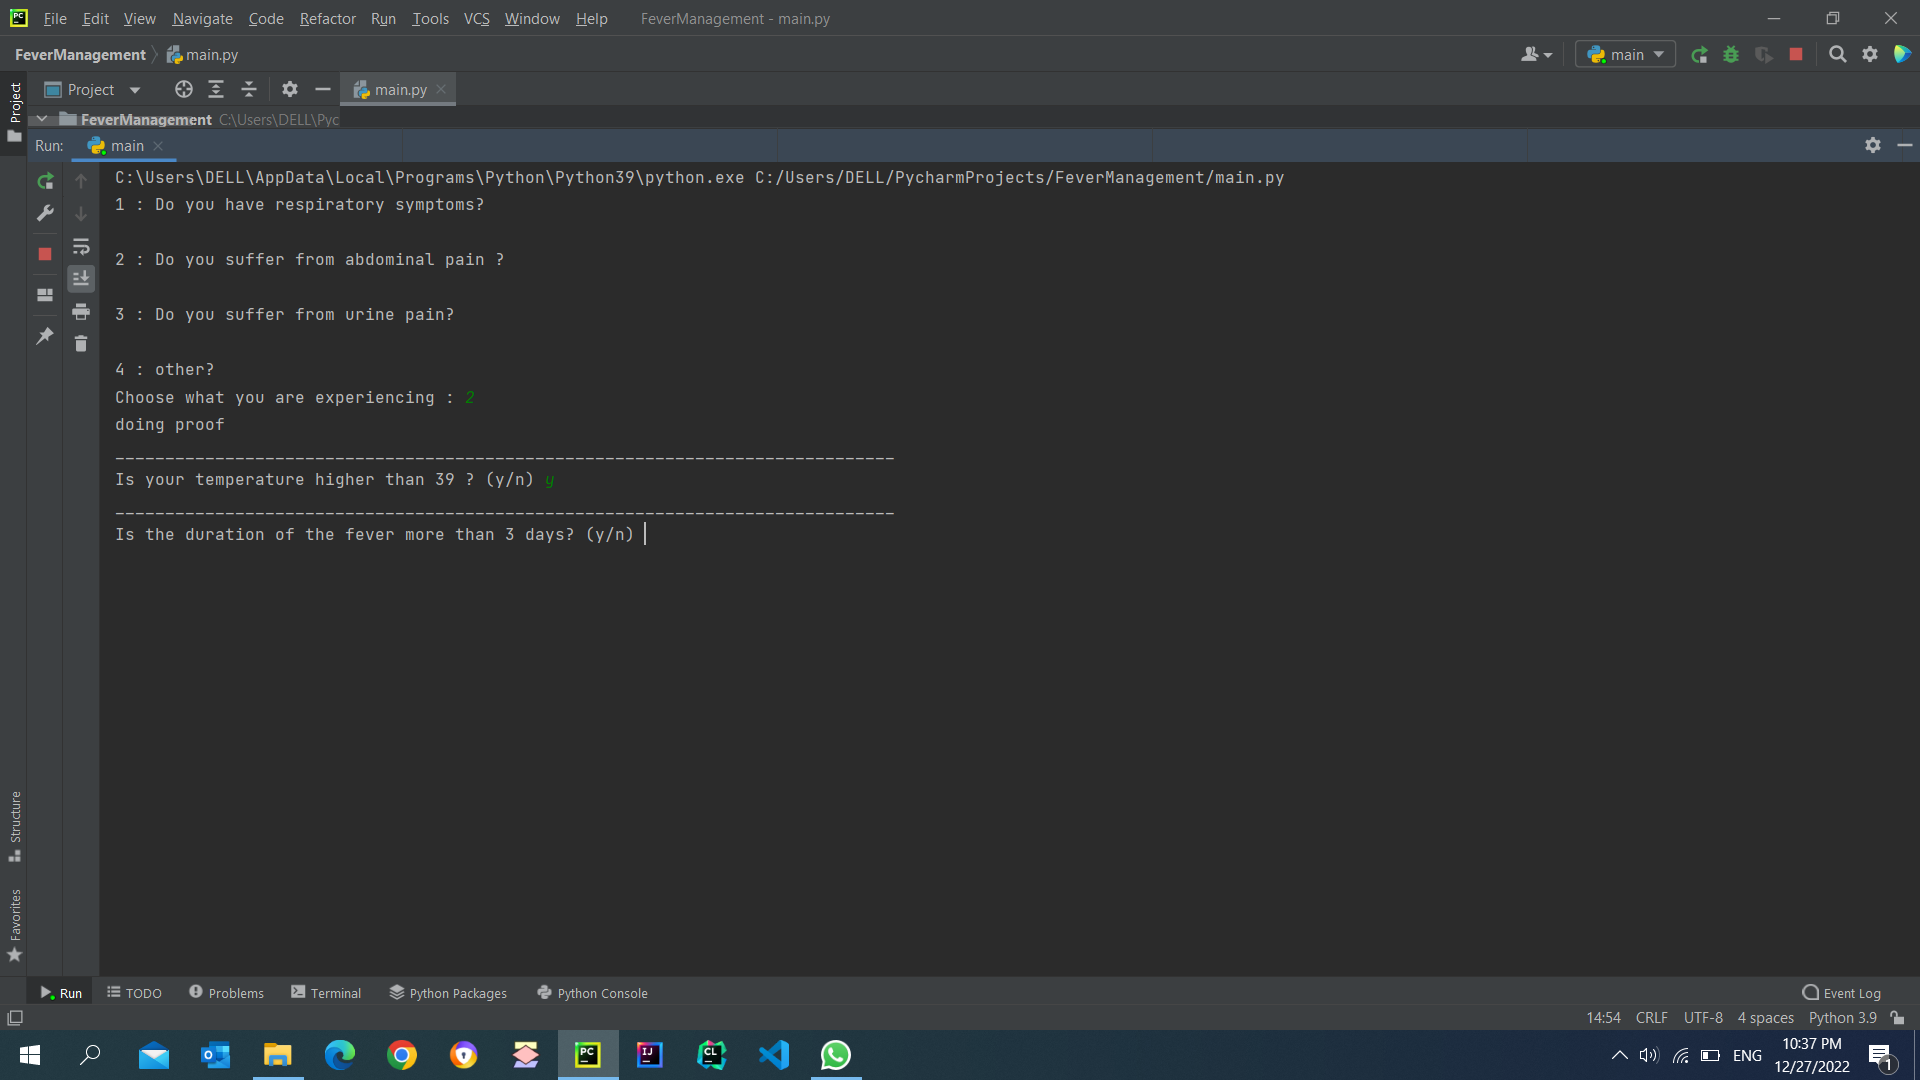 File Edit View Navigate Code Refactor Run Tools VCS Window Help FeverManagement - main.py
FeverManagement main.py main
Project main.py
FeverManagement C:\Users\DELL\Pyc
Run: main
C:\Users\DELL\AppData\Local\Programs\Python\Python39\python.exe C:/Users/DELL/PycharmProjects/FeverManagement/main.py
1 : Do you have respiratory symptoms?
2 : Do you suffer from abdominal pain ?
3 : Do you suffer from urine pain?
4 : other?
Choose what you are experiencing : 2
doing proof
______________________________________________________________________________
Is your temperature higher than 39 ? (y/n) y
______________________________________________________________________________
Is the duration of the fever more than 3 days? (y/n)
Project
Structure
Favorites
Run TODO Problems Terminal Python Packages Python Console Event Log
14:54 CRLF UTF-8 4 spaces Python 3.9
PC IJ CL ENG 10:37 PM
12/27/2022
1